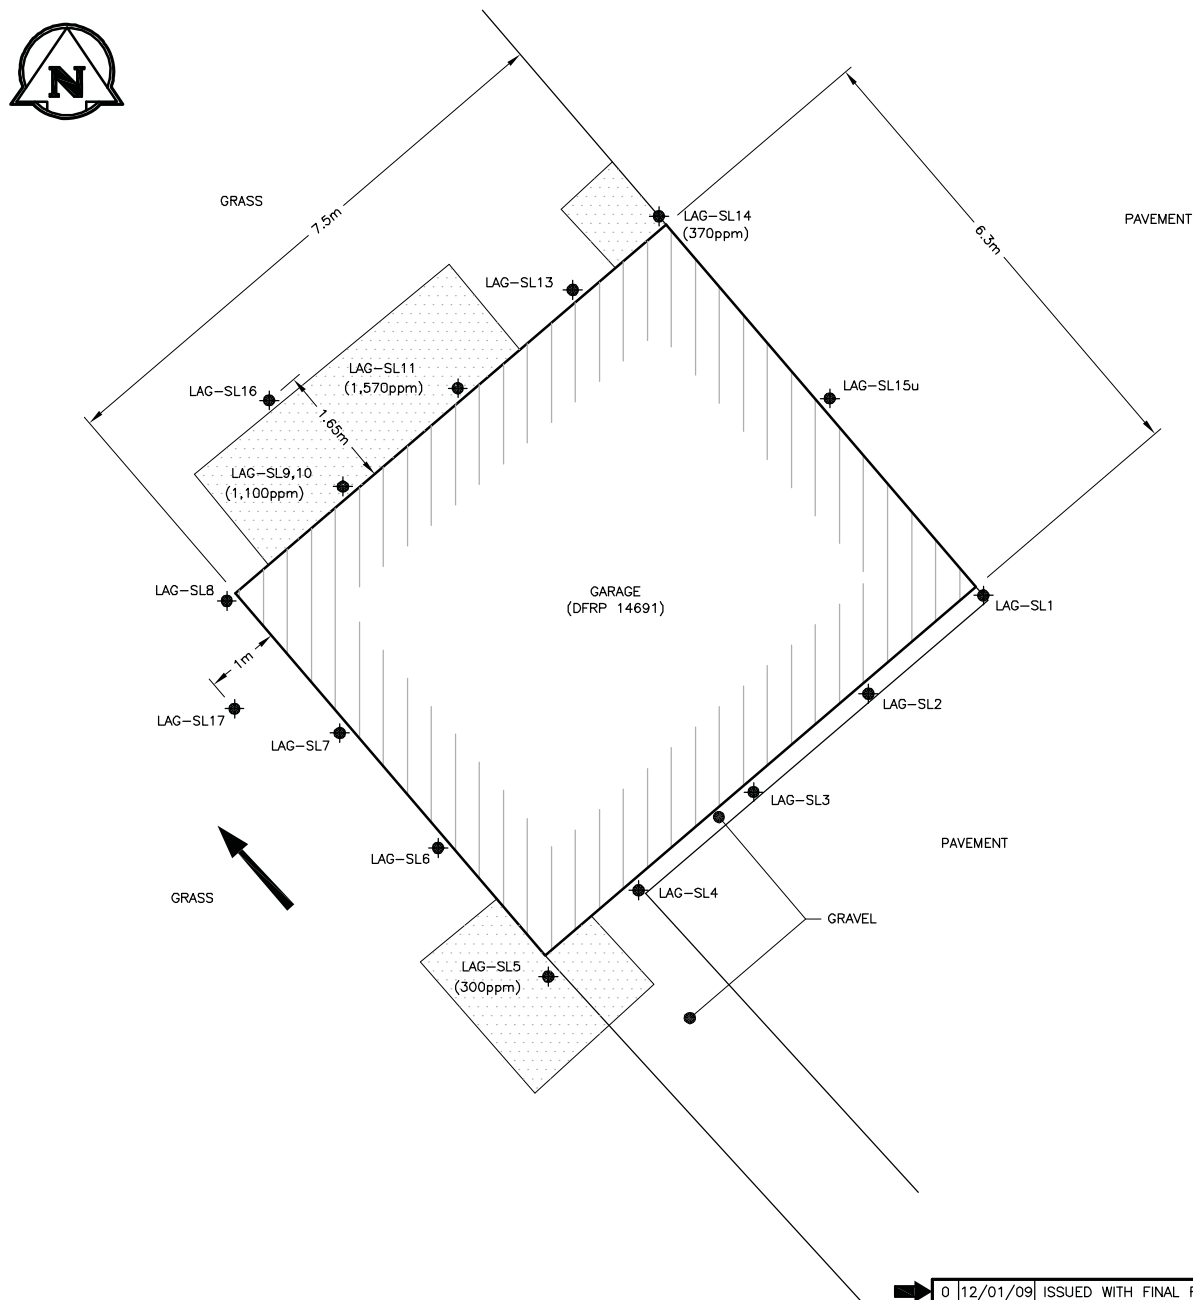 N
GRASS
7.5m
LAG-SL14
(370ppm)
PAVEMENT
6.3m
LAG-SL13
LAG-SL11
(1,570ppm)
LAG-SL16
1.65m
LAG-SL15u
LAG-SL9,10
(1,100ppm)
LAG-SL8
GARAGE
(DFRP 14691)
LAG-SL1
1m
LAG-SL17
LAG-SL7
LAG-SL2
LAG-SL3
LAG-SL6
PAVEMENT
GRASS
LAG-SL4
GRAVEL
LAG-SL5
(300ppm)
0 12/01/09 ISSUED WITH FINAL